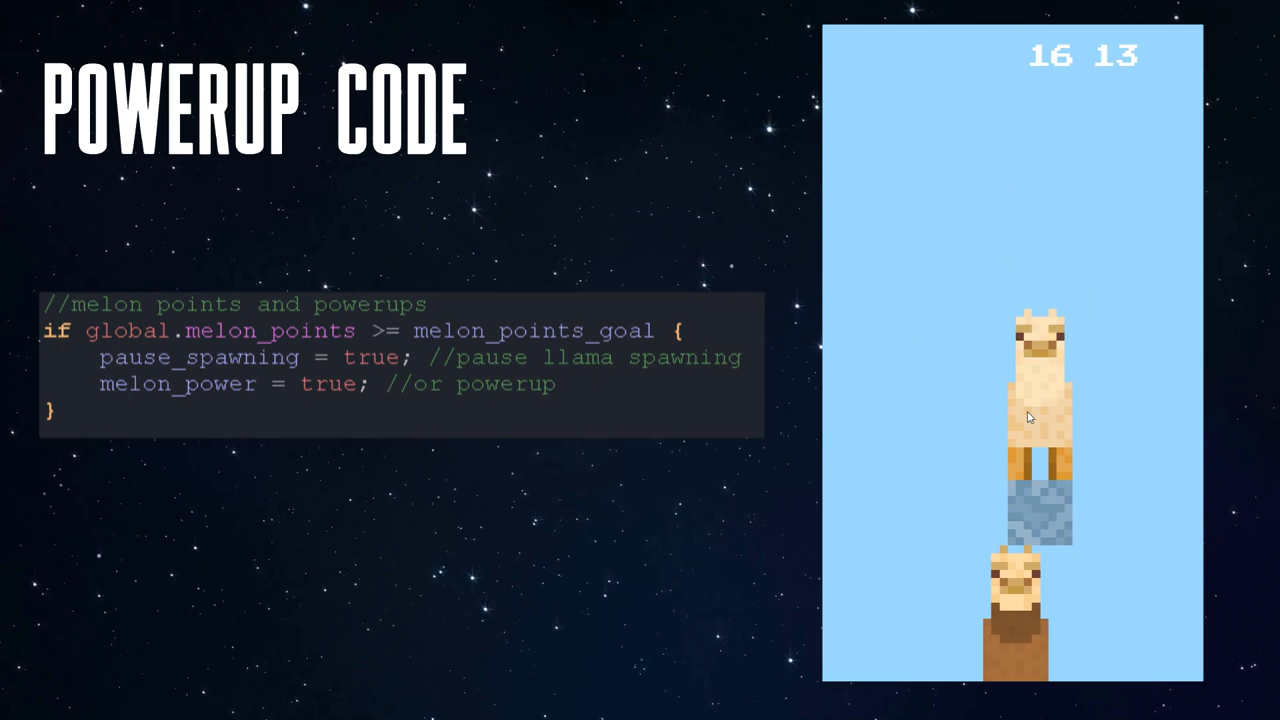 POWERUP CODE
16 13
//melon points and powerups
if global.melon_points >= melon_points_goal {
pause_spawning = true; //pause llama spawning
melon_power = true; //or powerup
}